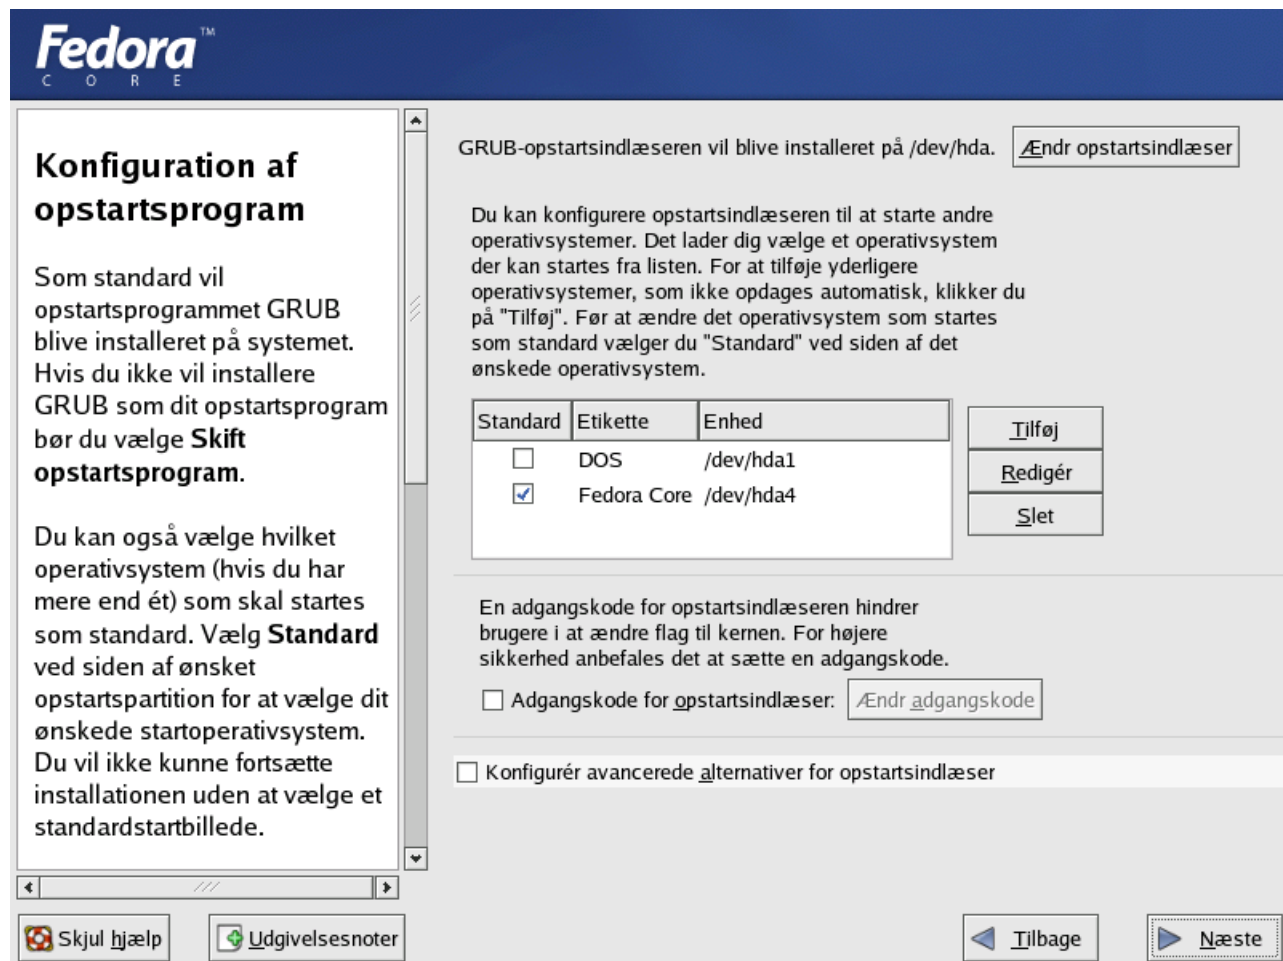 Fedora™
CORE
Konfiguration af
opstartsprogram
Som standard vil
opstartsprogrammet GRUB
blive installeret på systemet.
Hvis du ikke vil installere
GRUB som dit opstartsprogram
bør du vælge Skift
opstartsprogram.
Du kan også vælge hvilket
operativsystem (hvis du har
mere end ét) som skal startes
som standard. Vælg Standard
ved siden af ønsket
opstartspartition for at vælge dit
ønskede startoperativsystem.
Du vil ikke kunne fortsætte
installationen uden at vælge et
standardstartbillede.
GRUB-opstartsindlæseren vil blive installeret på /dev/hda. Ændr opstartsindlæser
Du kan konfigurere opstartsindlæseren til at starte andre
operativsystemer. Det lader dig vælge et operativsystem
der kan startes fra listen. For at tilføje yderligere
operativsystemer, som ikke opdages automatisk, klikker du
på "Tilføj". Før at ændre det operativsystem som startes
som standard vælger du "Standard" ved siden af det
ønskede operativsystem.
Standard Etikette Enhed
DOS /dev/hda1
Fedora Core /dev/hda4
Tilføj
Redigér
Slet
En adgangskode for opstartsindlæseren hindrer
brugere i at ændre flag til kernen. For højere
sikkerhed anbefales det at sætte en adgangskode.
Adgangskode for opstartsindlæser: Ændr adgangskode
Konfigurér avancerede alternativer for opstartsindlæser
Skjul hjælp Udgivelsesnoter Tilbage Næste